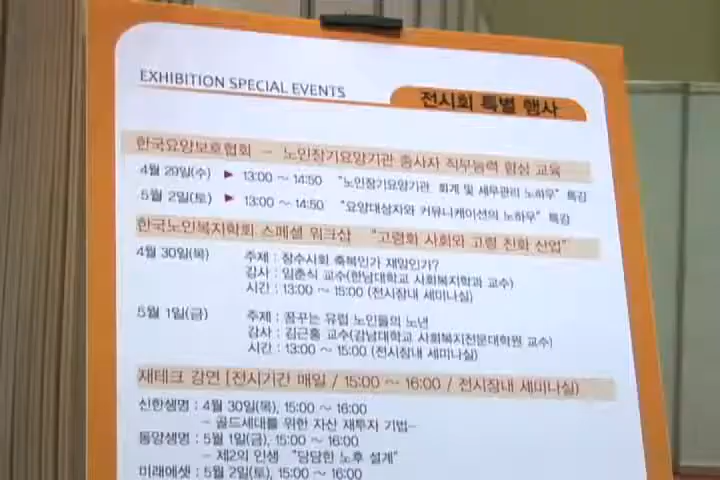 EXHIBITION SPECIAL EVENTS
전시회 특별 행사
한국요양보호협회 - 노인장기요양기관 종사자 직무능력 향상 교육
4월 29일(수) ▶ 13:00 ~ 14:50 "노인장기요양기관 회계 및 세무관리 노하우" 특강
5월 2일(토) ▶ 13:00 ~ 14:50 "요양대상자와 커뮤니케이션의 노하우" 특강
한국노인복지학회 스페셜 워크샵 "고령화 사회와 고령 친화 산업"
4월 30일(목) 주제 : 장수사회 축복인가 재앙인가?
강사 : 임춘식 교수(한남대학교 사회복지학과 교수)
시간 : 13:00 ~ 15:00 (전시장내 세미나실)
5월 1일(금) 주제 : 꿈꾸는 유럽 노인들의 노년
강사 : 김근홍 교수(강남대학교 사회복지전문대학원 교수)
시간 : 13:00 ~ 15:00 (전시장내 세미나실)
재테크 강연 [전시기간 매일 / 15:00 ~ 16:00 / 전시장내 세미나실)
신한생명 : 4월 30일(목), 15:00 ~ 16:00
- 골드세대를 위한 자산 재투자 기법-
동양생명 : 5월 1일(금), 15:00 ~ 16:00
- 제2의 인생 "당당한 노후 설계"
미래에셋 : 5월 2일(토), 15:00 ~ 16:00